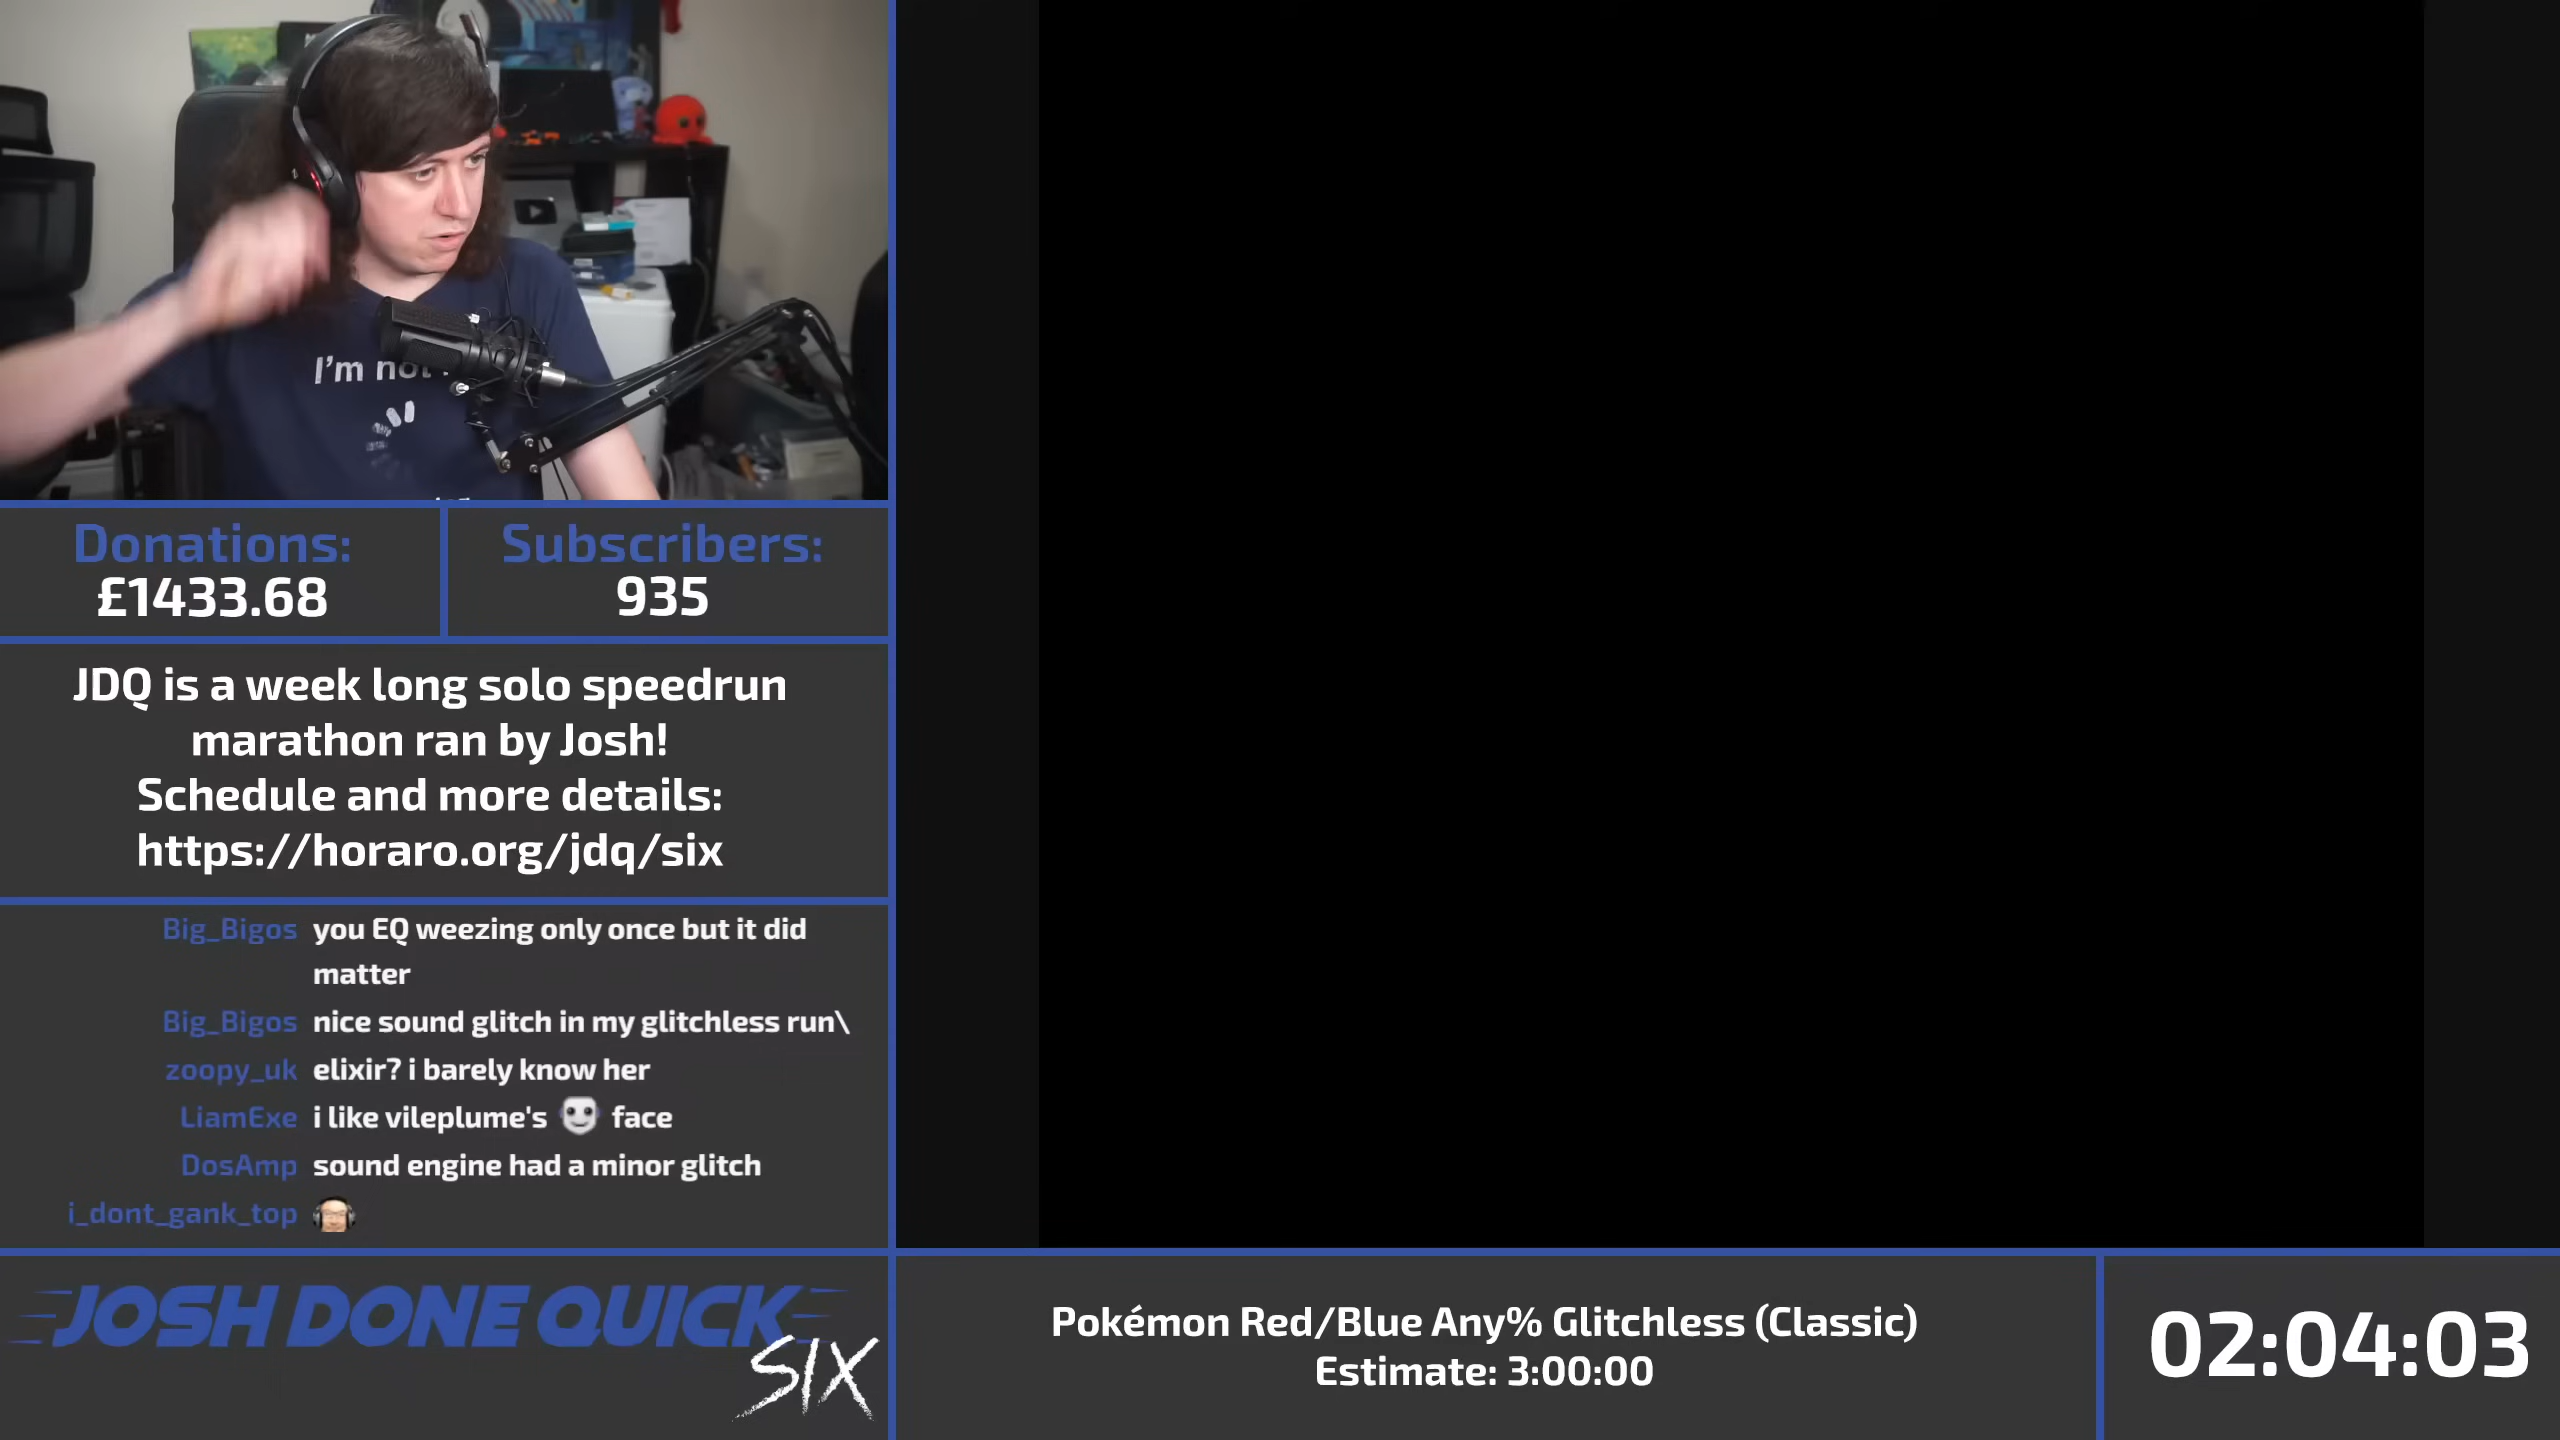 I'm not
Donations:
£1433.68
Subscribers:
935
JDQ is a week long solo speedrun
marathon ran by Josh!
Schedule and more details:
https://horaro.org/jdq/six
Big_Bigos you EQ weezing only once but it did
matter
Big_Bigos nice sound glitch in my glitchless run\
zoopy_uk elixir? i barely know her
LiamExe i like vileplume's face
DosAmp sound engine had a minor glitch
i_dont_gank_top
JOSH DONE QUICK
SIX
Pokémon Red/Blue Any% Glitchless (Classic)
Estimate: 3:00:00
02:04:03